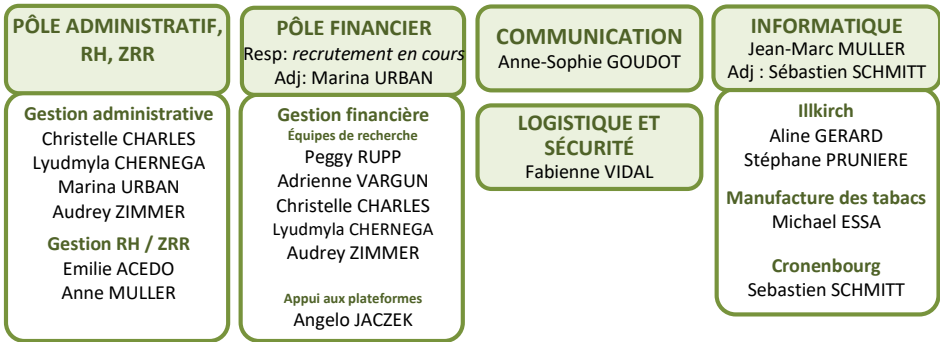 PÔLE ADMINISTRATIF,
RH, ZRR
Gestion administrative
Christelle CHARLES
Lyudmyla CHERNEGA
Marina URBAN
Audrey ZIMMER
Gestion RH / ZRR
Emilie ACEDO
Anne MULLER
PÔLE FINANCIER
Resp: recrutement en cours
Adj: Marina URBAN
Gestion financière
Équipes de recherche
Peggy RUPP
Adrienne VARGUN
Christelle CHARLES
Lyudmyla CHERNEGA
Audrey ZIMMER
Appui aux plateformes
Angelo JACZEK
COMMUNICATION
Anne-Sophie GOUDOT
LOGISTIQUE ET
SÉCURITÉ
Fabienne VIDAL
INFORMATIQUE
Jean-Marc MULLER
Adj : Sébastien SCHMITT
Illkirch
Aline GERARD
Stéphane PRUNIERE
Manufacture des tabacs
Michael ESSA
Cronenbourg
Sebastien SCHMITT